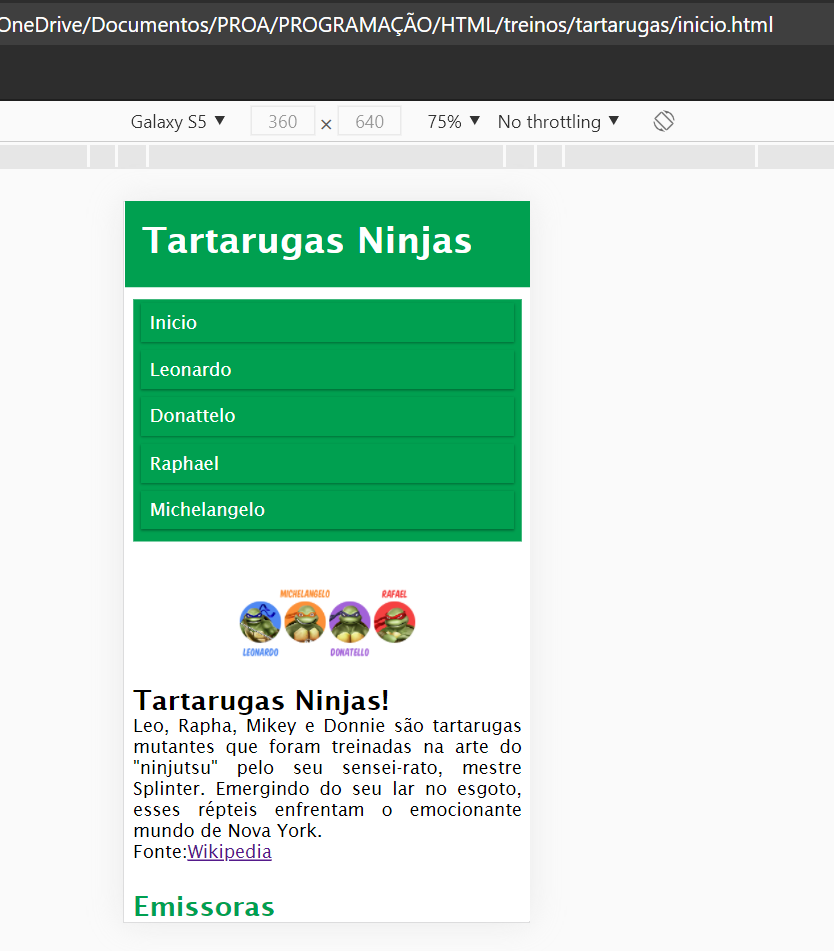 OneDrive/Documentos/PROA/PROGRAMAÇÃO/HTML/treinos/tartarugas/inicio.html
Galaxy S5 ▼ 360 × 640 75% ▼ No throttling ▼
Tartarugas Ninjas
Inicio
Leonardo
Donattelo
Raphael
Michelangelo
MICHELANGELO RAFAEL
LEONARDO DONATELLO
Tartarugas Ninjas!
Leo, Rapha, Mikey e Donnie são tartarugas
mutantes que foram treinadas na arte do
"ninjutsu" pelo seu sensei-rato, mestre
Splinter. Emergindo do seu lar no esgoto,
esses répteis enfrentam o emocionante
mundo de Nova York.
Fonte:Wikipedia
Emissoras